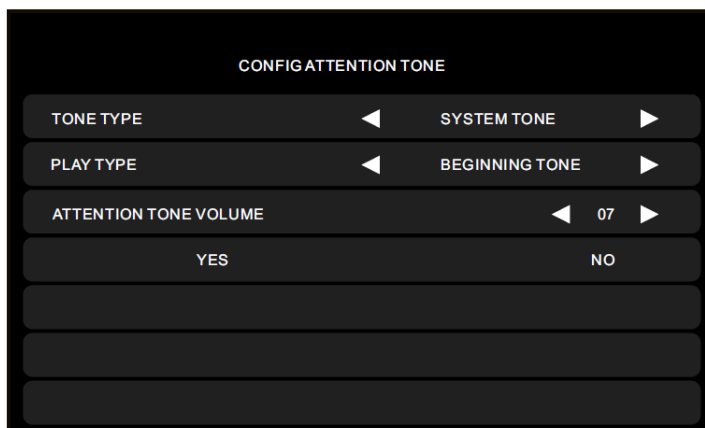 CONFIG ATTENTION TONE
TONE TYPE ◀ SYSTEM TONE ▶
PLAY TYPE ◀ BEGINNING TONE ▶
ATTENTION TONE VOLUME ◀ 07 ▶
YES NO